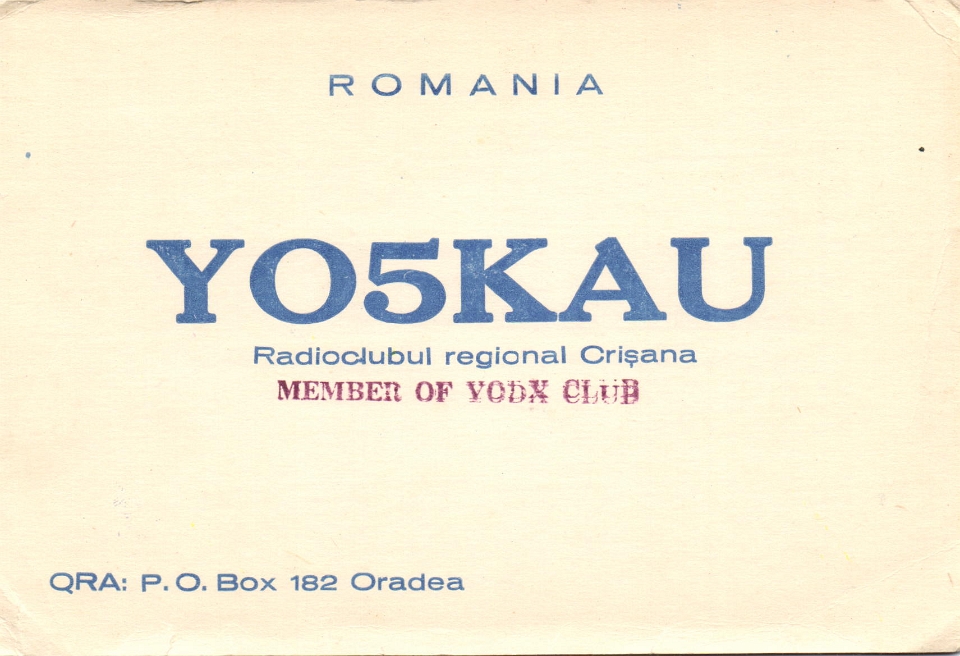 ROMANIA
YO5KAU
Radioclubul regional Crișana
MEMBER OF YODX CLUB
QRA: P.O. Box 182 Oradea